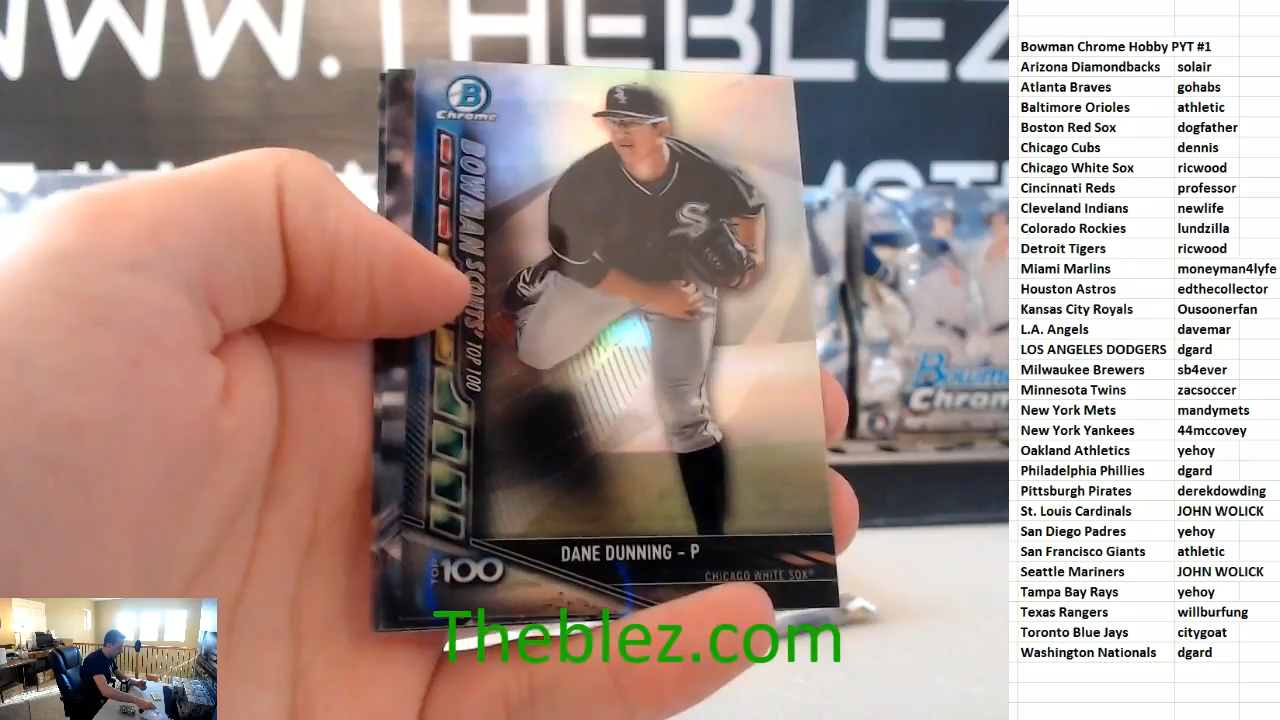 WWW.THEBLEZ
B
Chrome
BOWMAN SCOUTS' TOP 100
DANE DUNNING - P
CHICAGO WHITE SOX
TOP 100
Chrome
Theblez.com
Bowman Chrome Hobby PYT #1
Arizona Diamondbacks solair
Atlanta Braves gohabs
Baltimore Orioles athletic
Boston Red Sox dogfather
Chicago Cubs dennis
Chicago White Sox ricwood
Cincinnati Reds professor
Cleveland Indians newlife
Colorado Rockies lundzilla
Detroit Tigers ricwood
Miami Marlins moneyman4lyfe
Houston Astros edthecollector
Kansas City Royals Ousoonerfan
L.A. Angels davemar
LOS ANGELES DODGERS dgard
Milwaukee Brewers sb4ever
Minnesota Twins zacsoccer
New York Mets mandymets
New York Yankees 44mccovey
Oakland Athletics yehoy
Philadelphia Phillies dgard
Pittsburgh Pirates derekdowding
St. Louis Cardinals JOHN WOLICK
San Diego Padres yehoy
San Francisco Giants athletic
Seattle Mariners JOHN WOLICK
Tampa Bay Rays yehoy
Texas Rangers willburfung
Toronto Blue Jays citygoat
Washington Nationals dgard